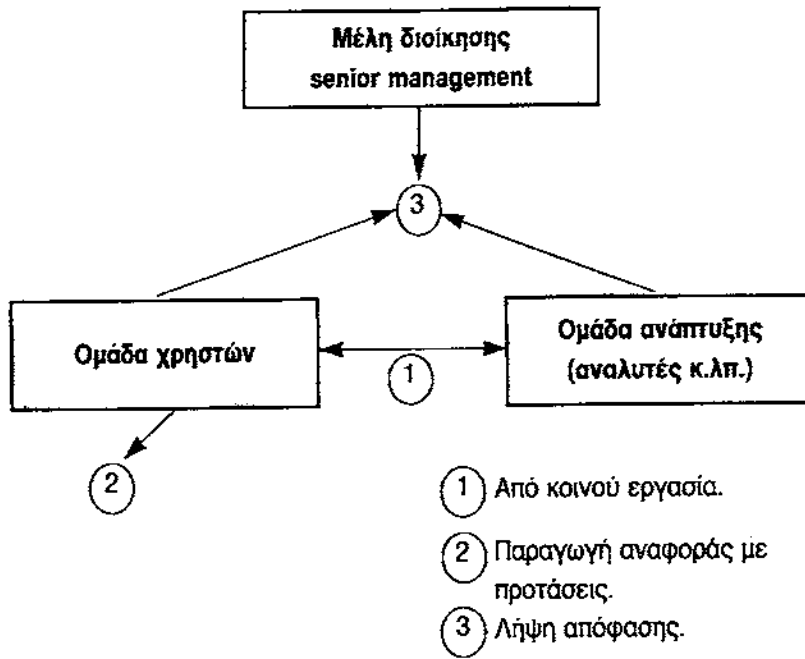 Μέλη διοίκησης
senior management
3
Ομάδα χρηστών
Ομάδα ανάπτυξης
(αναλυτές κ.λπ.)
1
2
1 Από κοινού εργασία.
2 Παραγωγή αναφοράς με
προτάσεις.
3 Λήψη απόφασης.